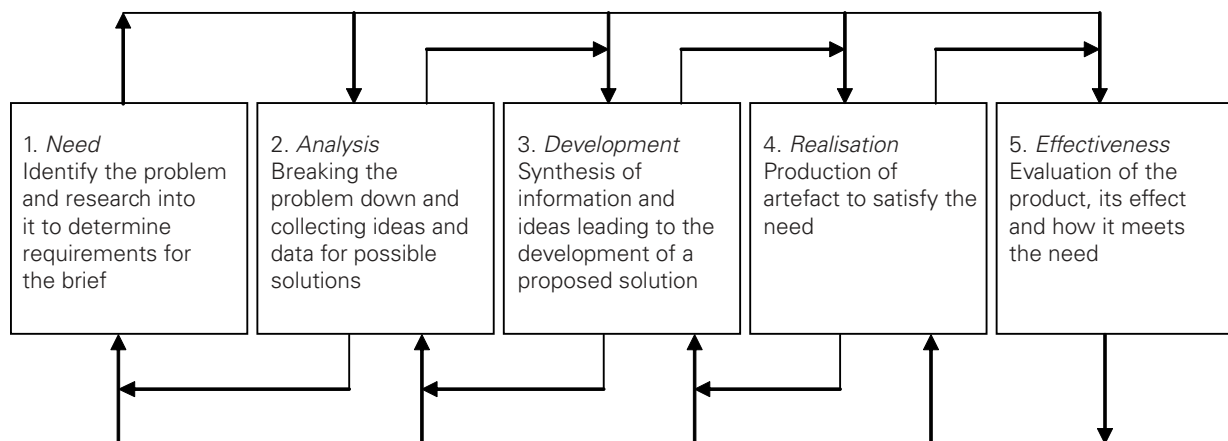 1. Need
Identify the problem
and research into
it to determine
requirements for
the brief
2. Analysis
Breaking the
problem down and
collecting ideas and
data for possible
solutions
3. Development
Synthesis of
information and
ideas leading to the
development of a
proposed solution
4. Realisation
Production of
artefact to satisfy the
need
5. Effectiveness
Evaluation of the
product, its effect
and how it meets
the need